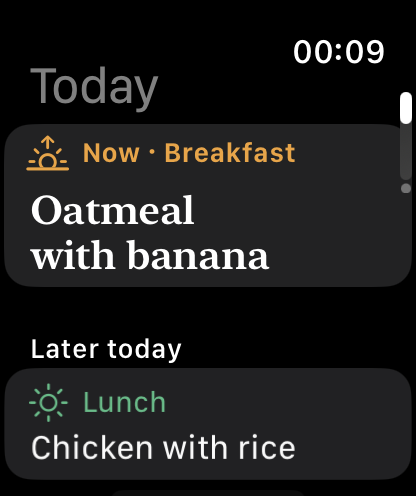 00:09
Today
Now · Breakfast
Oatmeal
with banana
Later today
Lunch
Chicken with rice